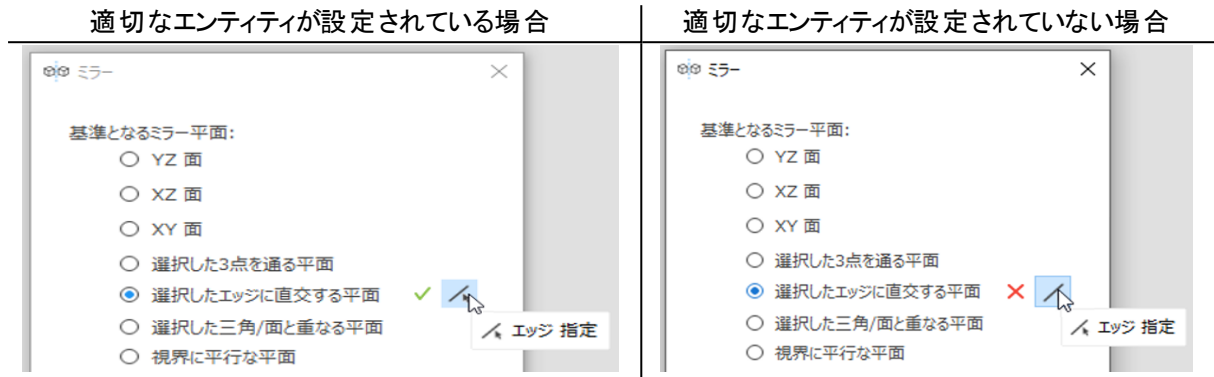 適切なエンティティが設定されている場合
適切なエンティティが設定されていない場合
ミラー
基準となるミラー平面:
YZ 面
XZ 面
XY 面
選択した3点を通る平面
選択したエッジに直交する平面
エッジ 指定
選択した三角/面と重なる平面
視界に平行な平面
ミラー
基準となるミラー平面:
YZ 面
XZ 面
XY 面
選択した3点を通る平面
選択したエッジに直交する平面
エッジ 指定
選択した三角/面と重なる平面
視界に平行な平面